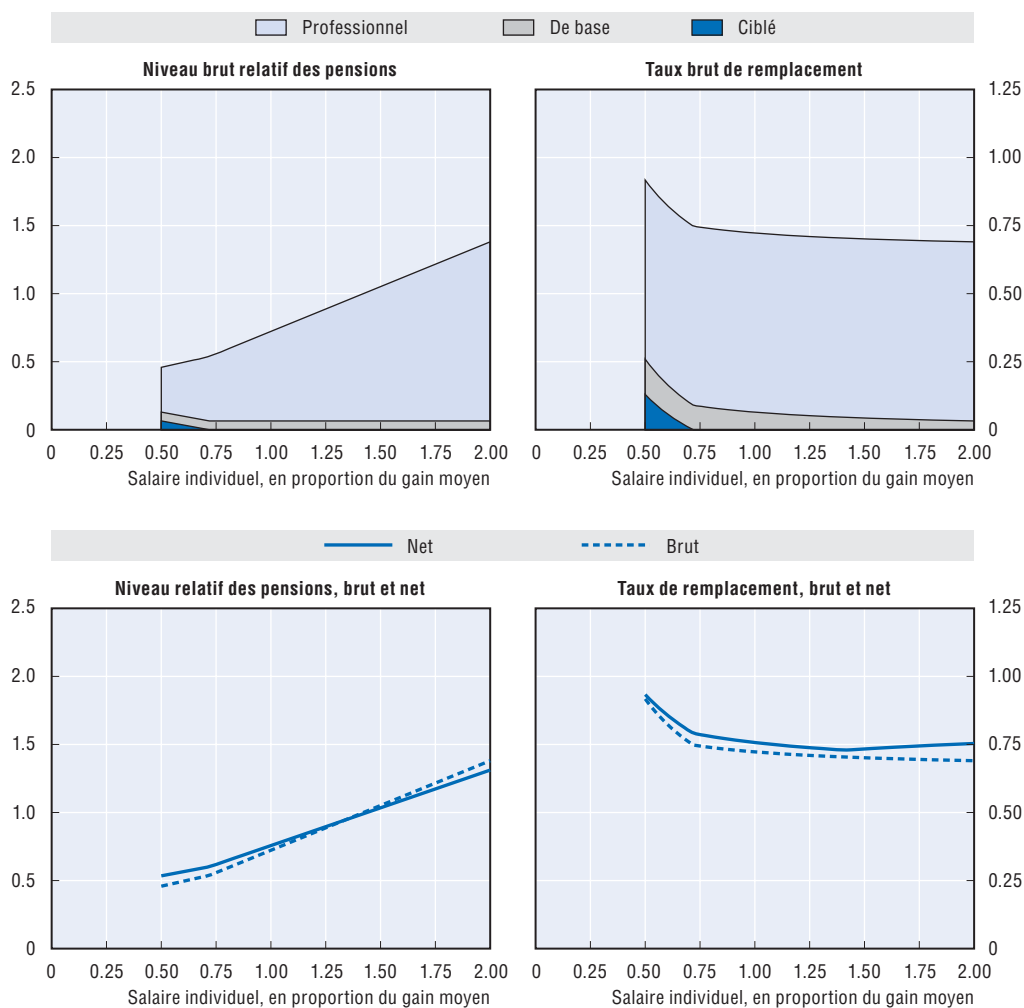 Professionnel De base Ciblé
Niveau brut relatif des pensions
2.5
2.0
1.5
1.0
0.5
0
0 0.25 0.50 0.75 1.00 1.25 1.50 1.75 2.00
Salaire individuel, en proportion du gain moyen
Taux brut de remplacement
1.25
1.00
0.75
0.50
0.25
0
0 0.25 0.50 0.75 1.00 1.25 1.50 1.75 2.00
Salaire individuel, en proportion du gain moyen
Net Brut
Niveau relatif des pensions, brut et net
2.5
2.0
1.5
1.0
0.5
0
0 0.25 0.50 0.75 1.00 1.25 1.50 1.75 2.00
Salaire individuel, en proportion du gain moyen
Taux de remplacement, brut et net
1.25
1.00
0.75
0.50
0.25
0
0 0.25 0.50 0.75 1.00 1.25 1.50 1.75 2.00
Salaire individuel, en proportion du gain moyen